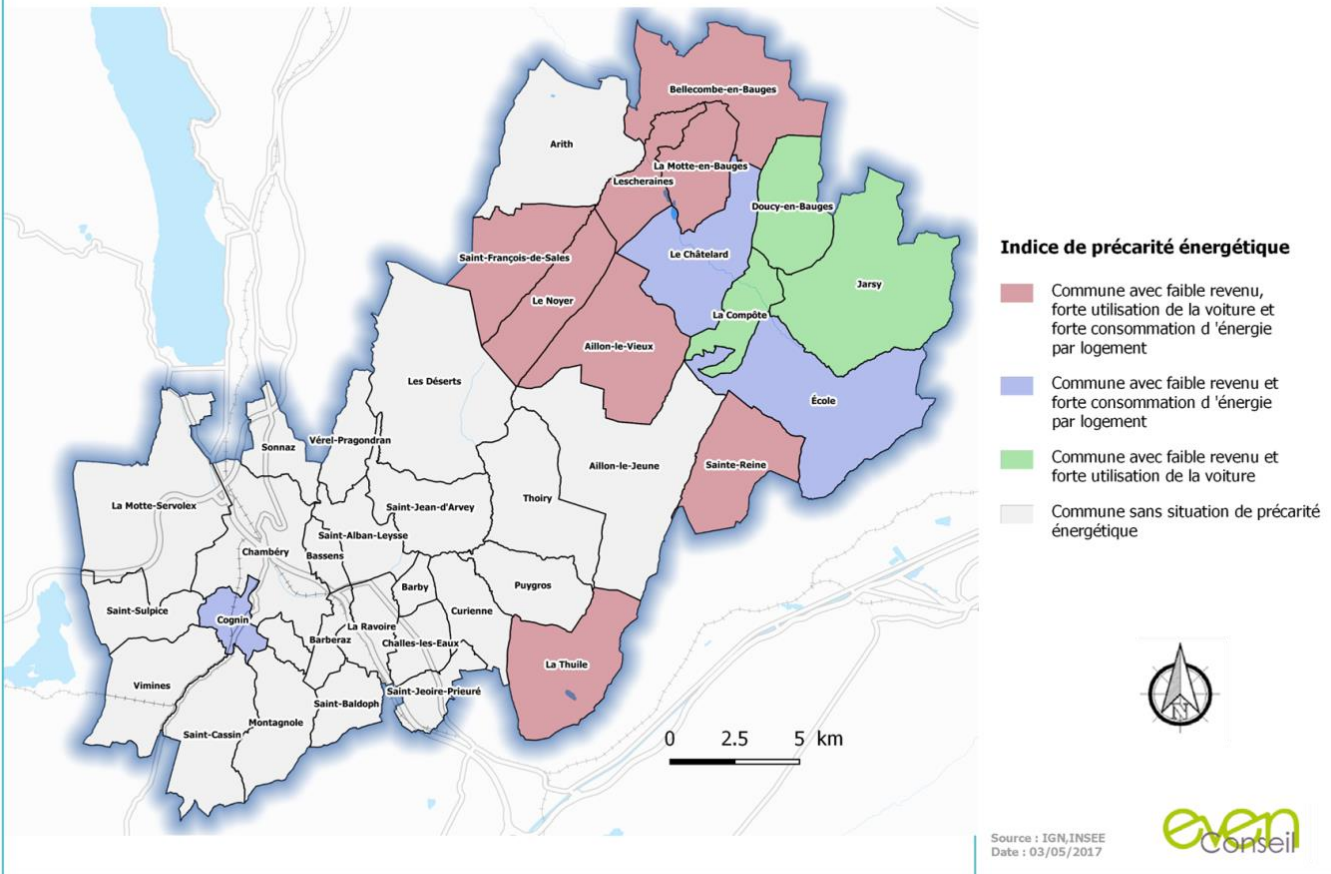 Bellecombe-en-Bauges
Arith
La Motte-en-Bauges
Lescheraines
Doucy-en-Bauges
Saint-François-de-Sales
Le Châtelard
Jarsy
Le Noyer
La Compôte
Aillon-le-Vieux
Les Déserts
École
Vérel-Pragondran
Sonnaz
Aillon-le-Jeune
Sainte-Reine
La Motte-Servolex
Thoiry
Saint-Jean-d'Arvey
Saint-Alban-Leysse
Chambéry
Bassens
Barby
Puygros
Saint-Sulpice
Curienne
Cognin
La Ravoire
Barberaz
Challes-les-Eaux
La Thuile
Vimines
Saint-Jeoire-Prieuré
Saint-Baldoph
Montagnole
Saint-Cassin
0 2.5 5 km
Indice de précarité énergétique
Commune avec faible revenu,
forte utilisation de la voiture et
forte consommation d 'énergie
par logement
Commune avec faible revenu et
forte consommation d 'énergie
par logement
Commune avec faible revenu et
forte utilisation de la voiture
Commune sans situation de précarité
énergétique
N
Source : IGN,INSEE
Date : 03/05/2017
even
Conseil